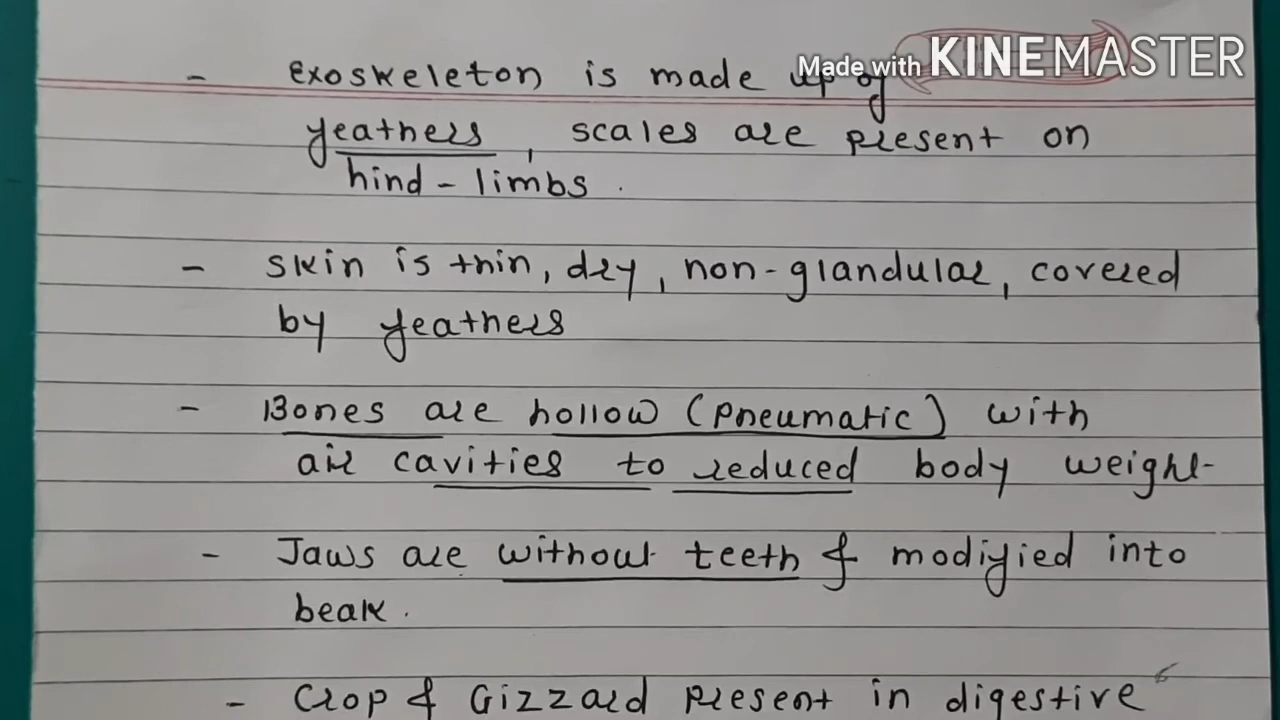 Made with KINEMASTER
- Exoskeleton is made up of
feathers, scales are present on
hind-limbs.
- Skin is thin, dry, non-glandular, covered
by feathers
- Bones are hollow (pneumatic) with
air cavities to reduced body weight
- Jaws are without teeth & modified into
beak.
- Crop & Gizzard present in digestive